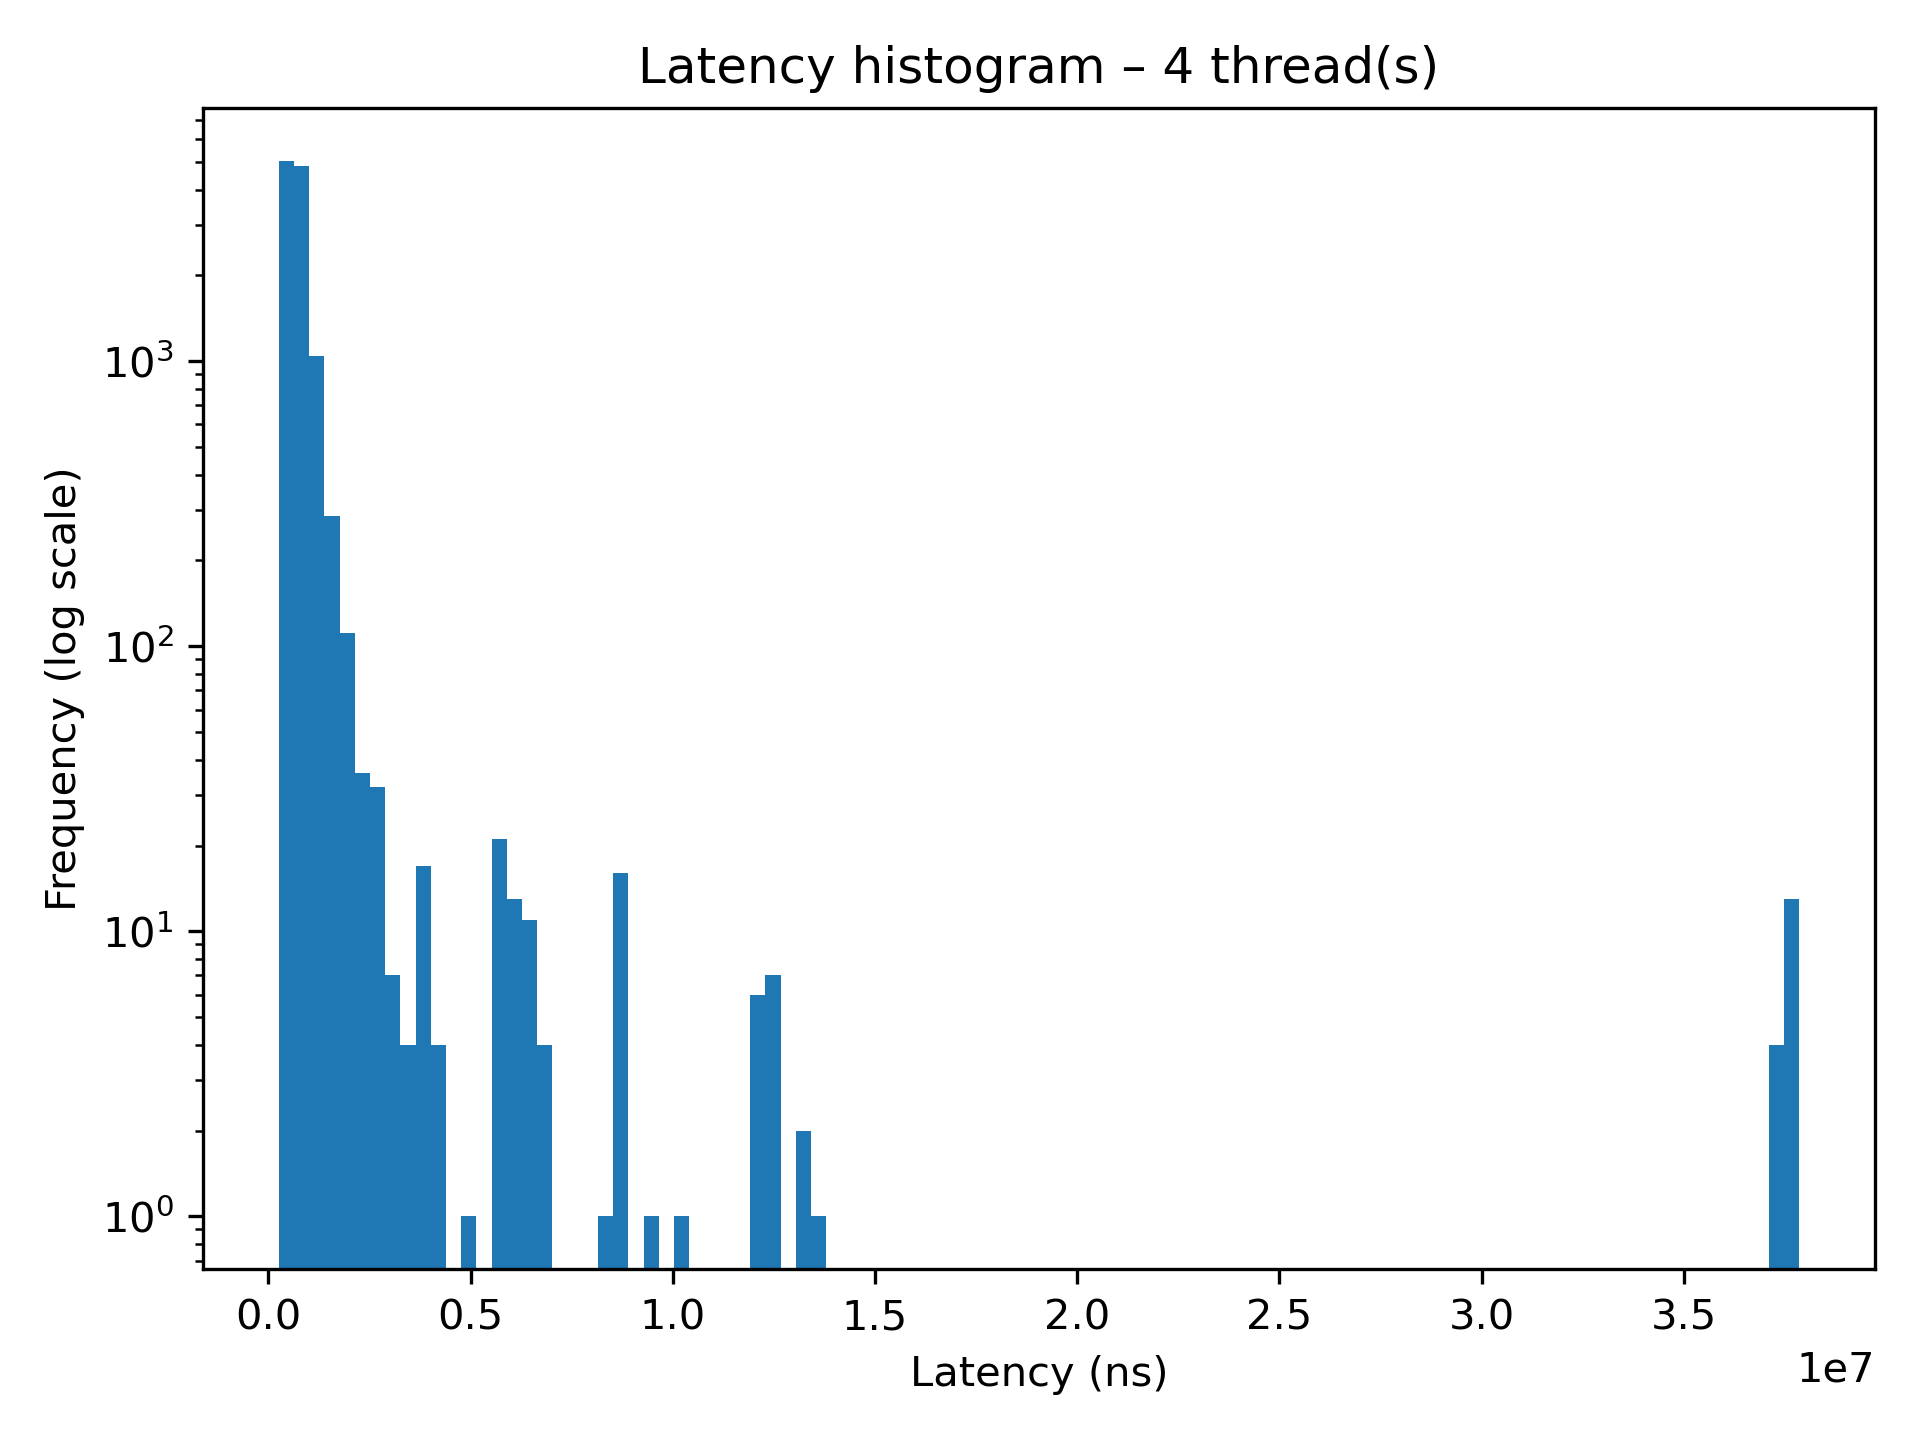 Latency histogram – 4 thread(s)
Frequency (log scale)
10³
10²
10¹
10⁰
0.0 0.5 1.0 1.5 2.0 2.5 3.0 3.5
1e7
Latency (ns)